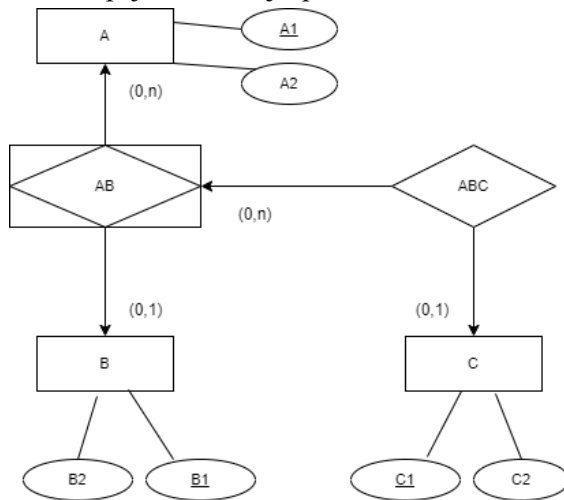 A
A1
A2
(0,n)
AB
ABC
(0,n)
(0,1)
(0,1)
B
C
B2
B1
C1
C2